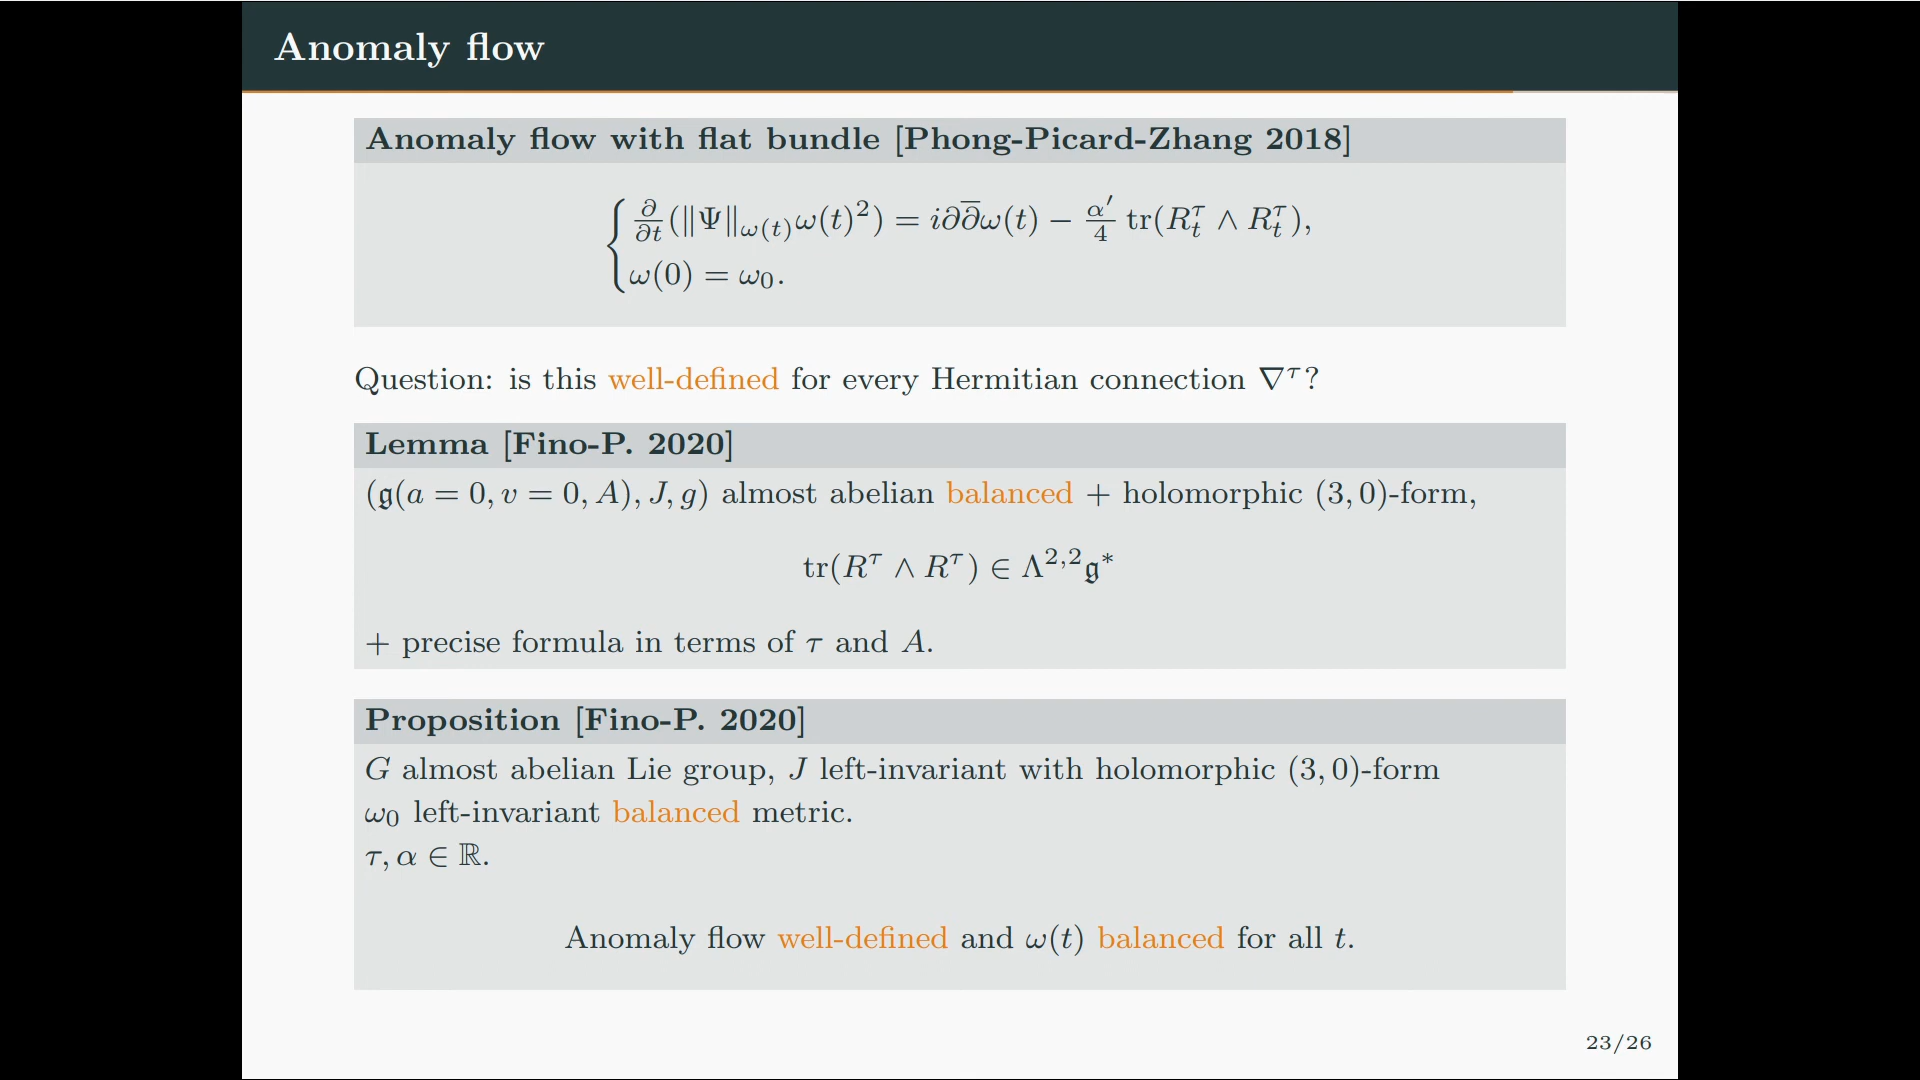 Anomaly flow
Anomaly flow with flat bundle [Phong-Picard-Zhang 2018]
∂/∂t (‖Ψ‖_{ω(t)} ω(t)²) = i∂∂̄ω(t) − α′/4 tr(R_t^τ ∧ R_t^τ),
ω(0) = ω₀.
Question: is this well-defined for every Hermitian connection ∇^τ?
Lemma [Fino-P. 2020]
(𝔤(a = 0, v = 0, A), J, g) almost abelian balanced + holomorphic (3, 0)-form,
tr(R^τ ∧ R^τ) ∈ Λ^{2,2}𝔤*
+ precise formula in terms of τ and A.
Proposition [Fino-P. 2020]
G almost abelian Lie group, J left-invariant with holomorphic (3, 0)-form
ω₀ left-invariant balanced metric.
τ, α ∈ ℝ.
Anomaly flow well-defined and ω(t) balanced for all t.
23/26